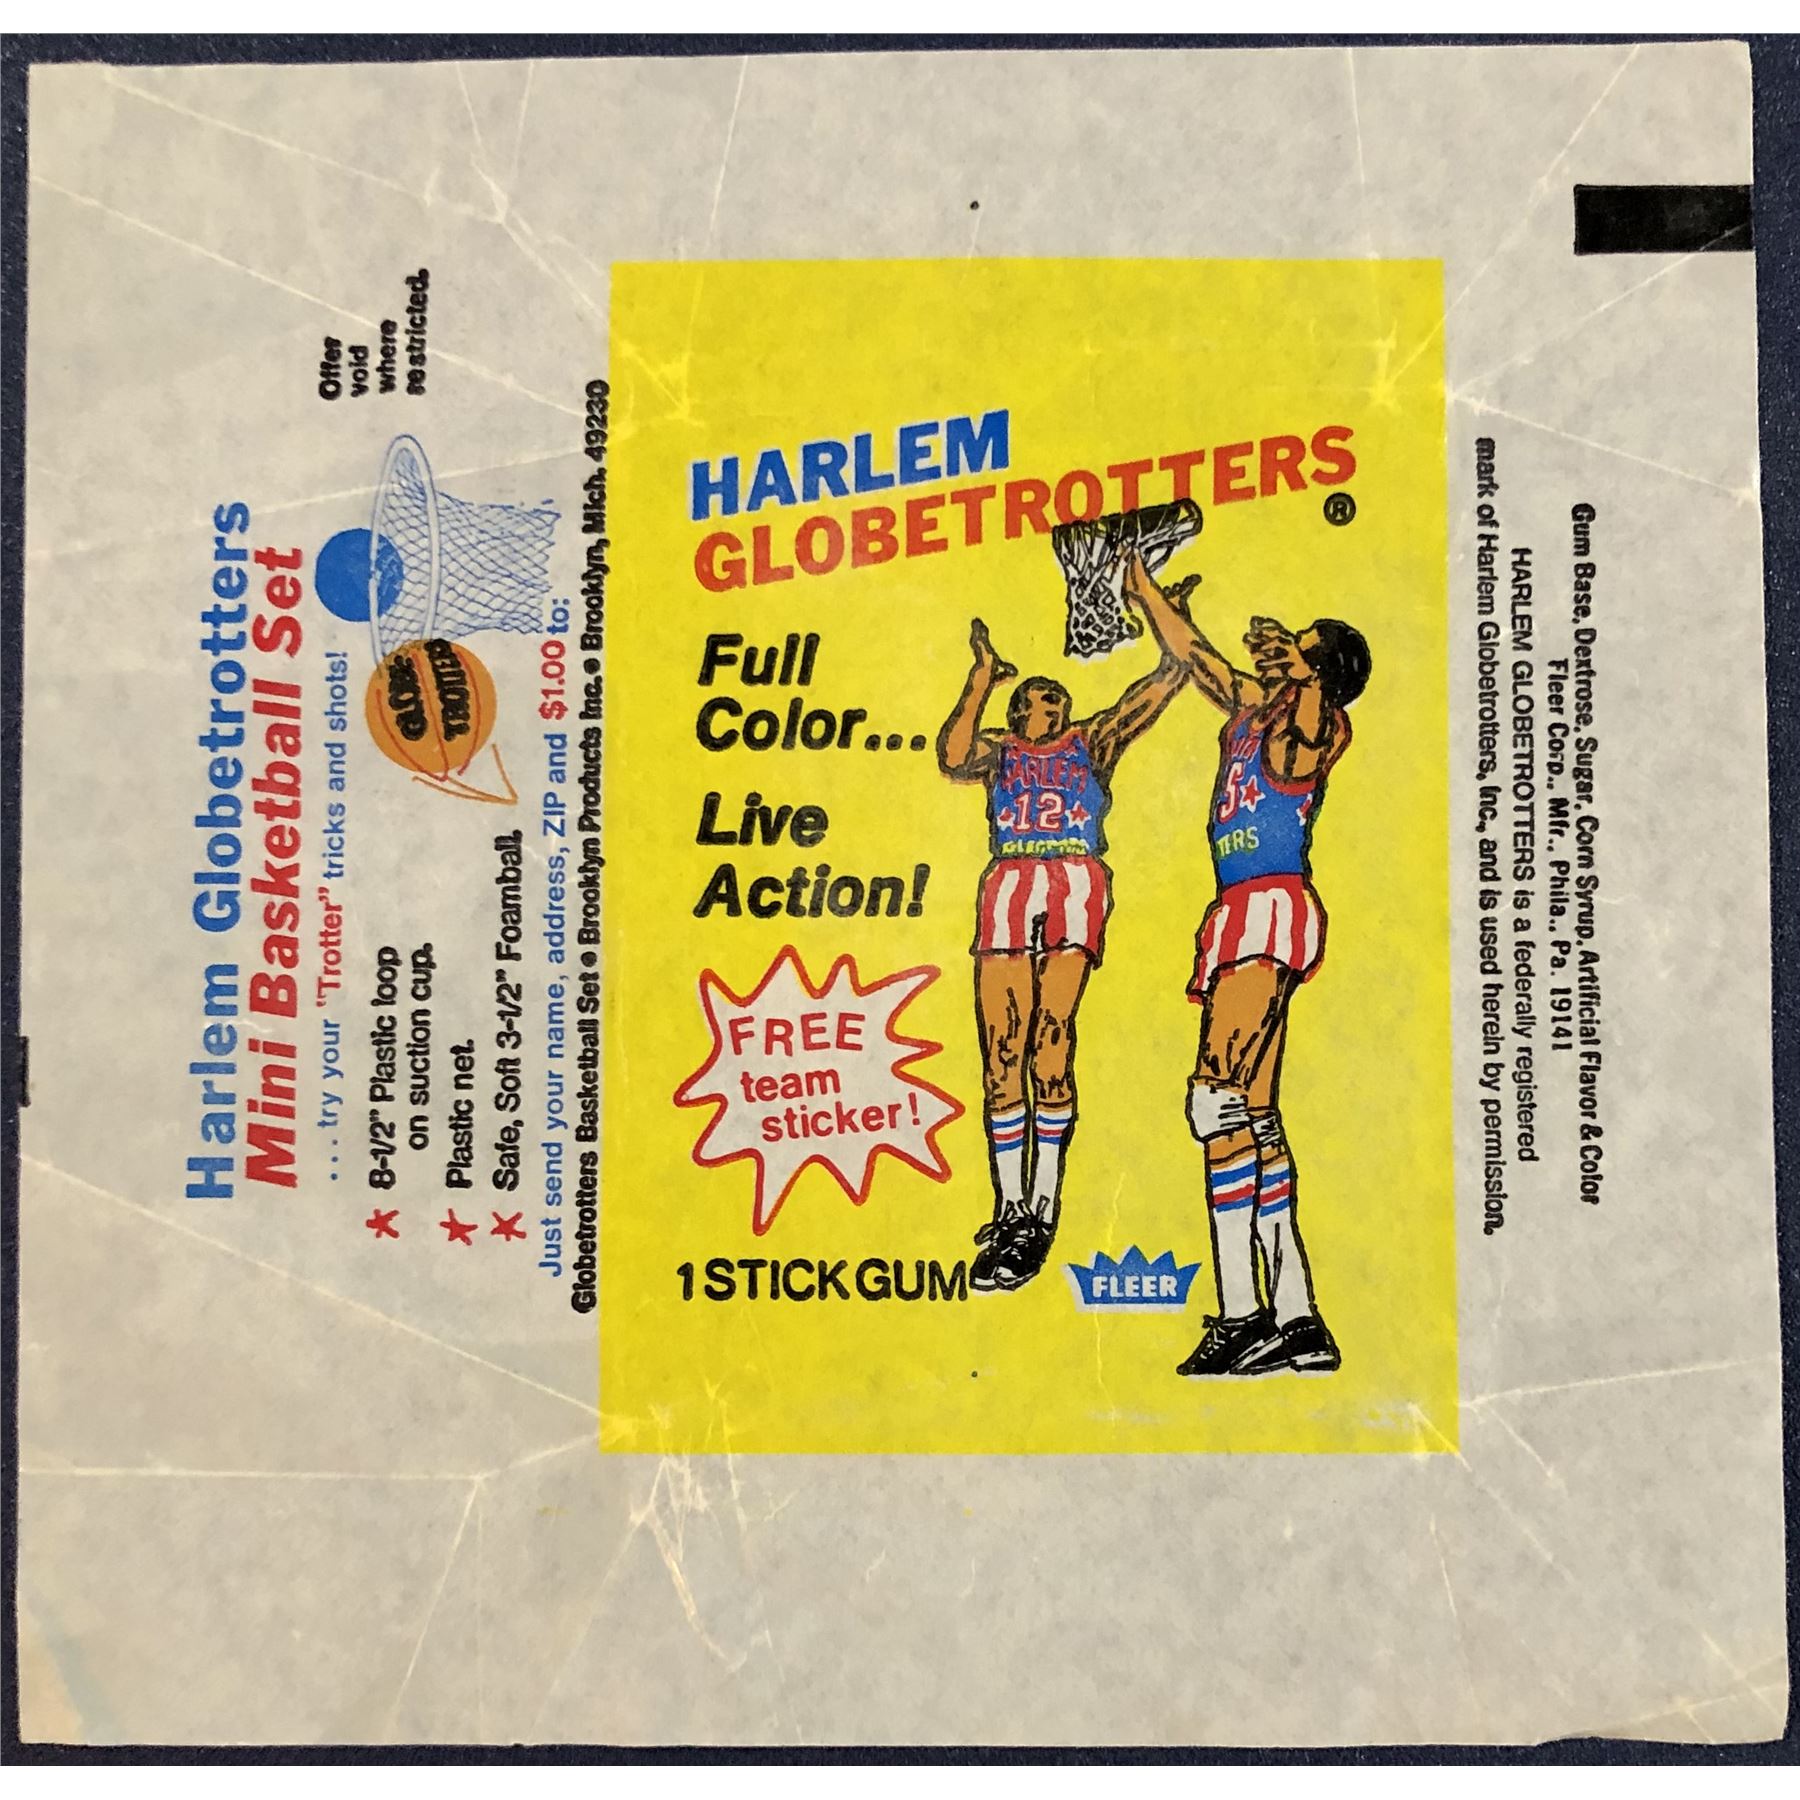 Harlem Globetrotters
Mini Basketball Set
... try your "Trotter" tricks and shots!
* 8-1/2" Plastic loop
on suction cup.
* Plastic net.
* Safe, Soft 3-1/2" Foamball.
GLOBE
TROTTER
Offer
void
where
restricted.
Just send your name, address, ZIP and $1.00 to:
Globetrotters Basketball Set • Brooklyn Products Inc. • Brooklyn, Mich. 49230
HARLEM
GLOBETROTTERS
®
Full
Color...
Live
Action!
HARLEM
12
5
TERS
FREE
team
sticker!
1 STICK GUM
FLEER
Gum Base, Dextrose, Sugar, Corn Syrup, Artificial Flavor & Color
Fleer Corp., Mfr., Phila., Pa. 19141
HARLEM GLOBETROTTERS is a federally registered
mark of Harlem Globetrotters, Inc., and is used herein by permission.